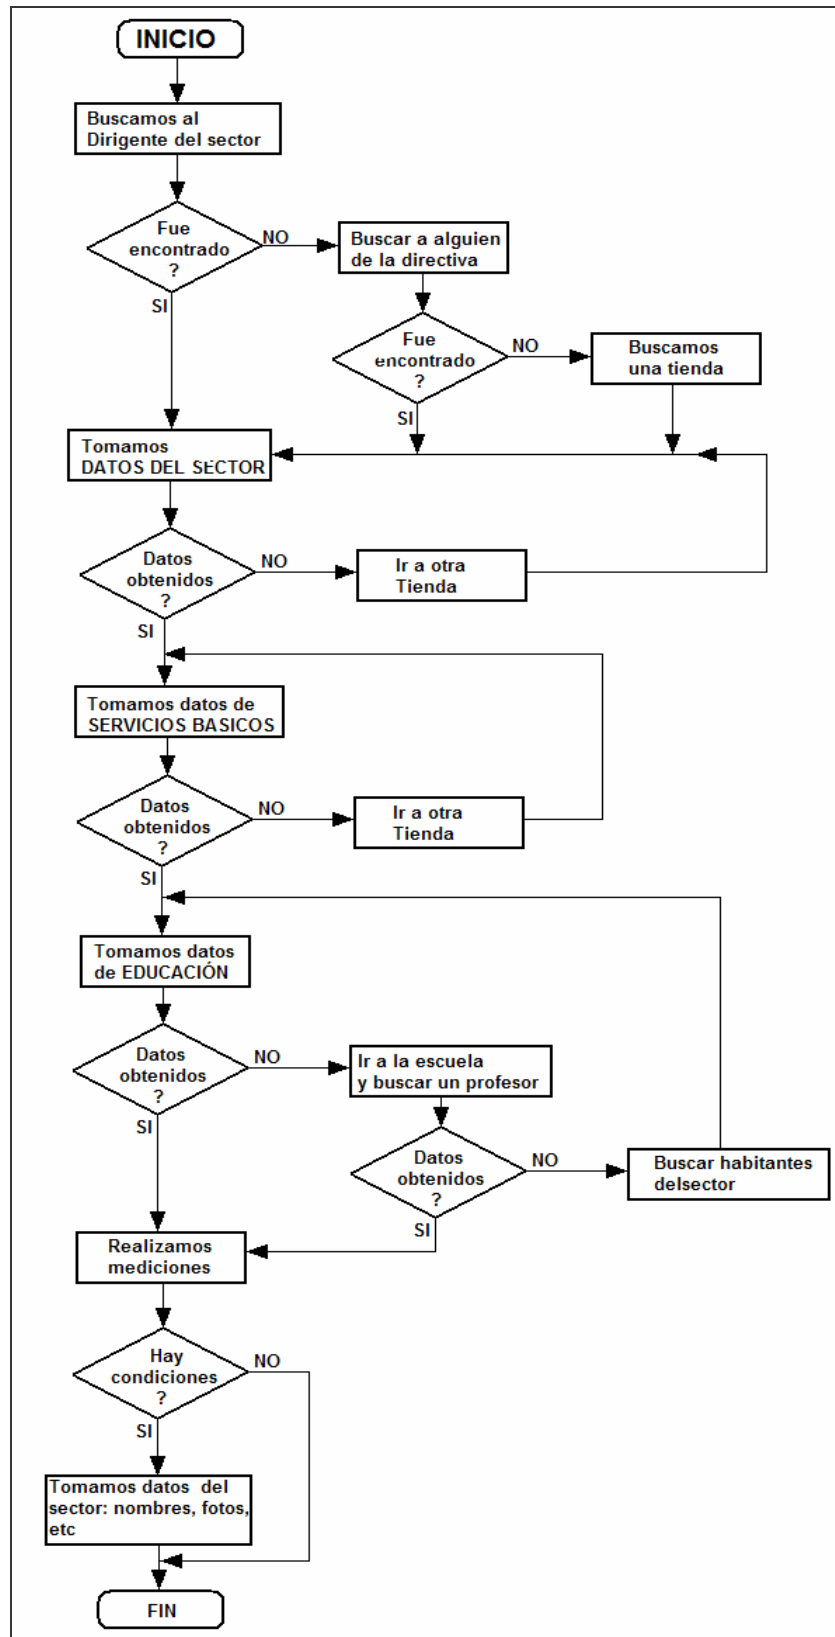 INICIO
Buscamos al
Dirigente del sector
Fue
encontrado
?
NO
SI
Buscar a alguien
de la directiva
Fue
encontrado
?
NO
SI
Buscamos
una tienda
Tomamos
DATOS DEL SECTOR
Datos
obtenidos
?
NO
SI
Ir a otra
Tienda
Tomamos datos de
SERVICIOS BASICOS
Datos
obtenidos
?
NO
SI
Ir a otra
Tienda
Tomamos datos
de EDUCACIÓN
Datos
obtenidos
?
NO
SI
Ir a la escuela
y buscar un profesor
Datos
obtenidos
?
NO
SI
Buscar habitantes
delsector
Realizamos
mediciones
Hay
condiciones
?
NO
SI
Tomamos datos del
sector: nombres, fotos,
etc
FIN